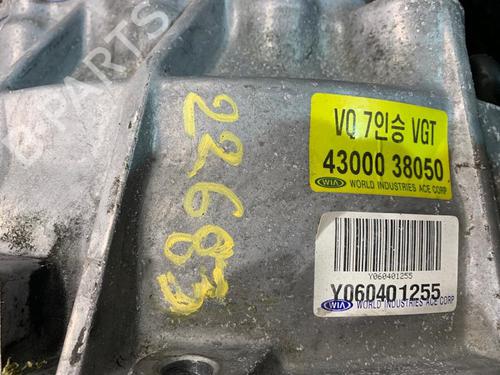 B-PARTS
22683
VQ 7인승 VGT
43000 38050
WIA WORLD INDUSTRIES ACE CORP
Y060401255
Y060401255
WIA WORLD INDUSTRIES ACE CORP